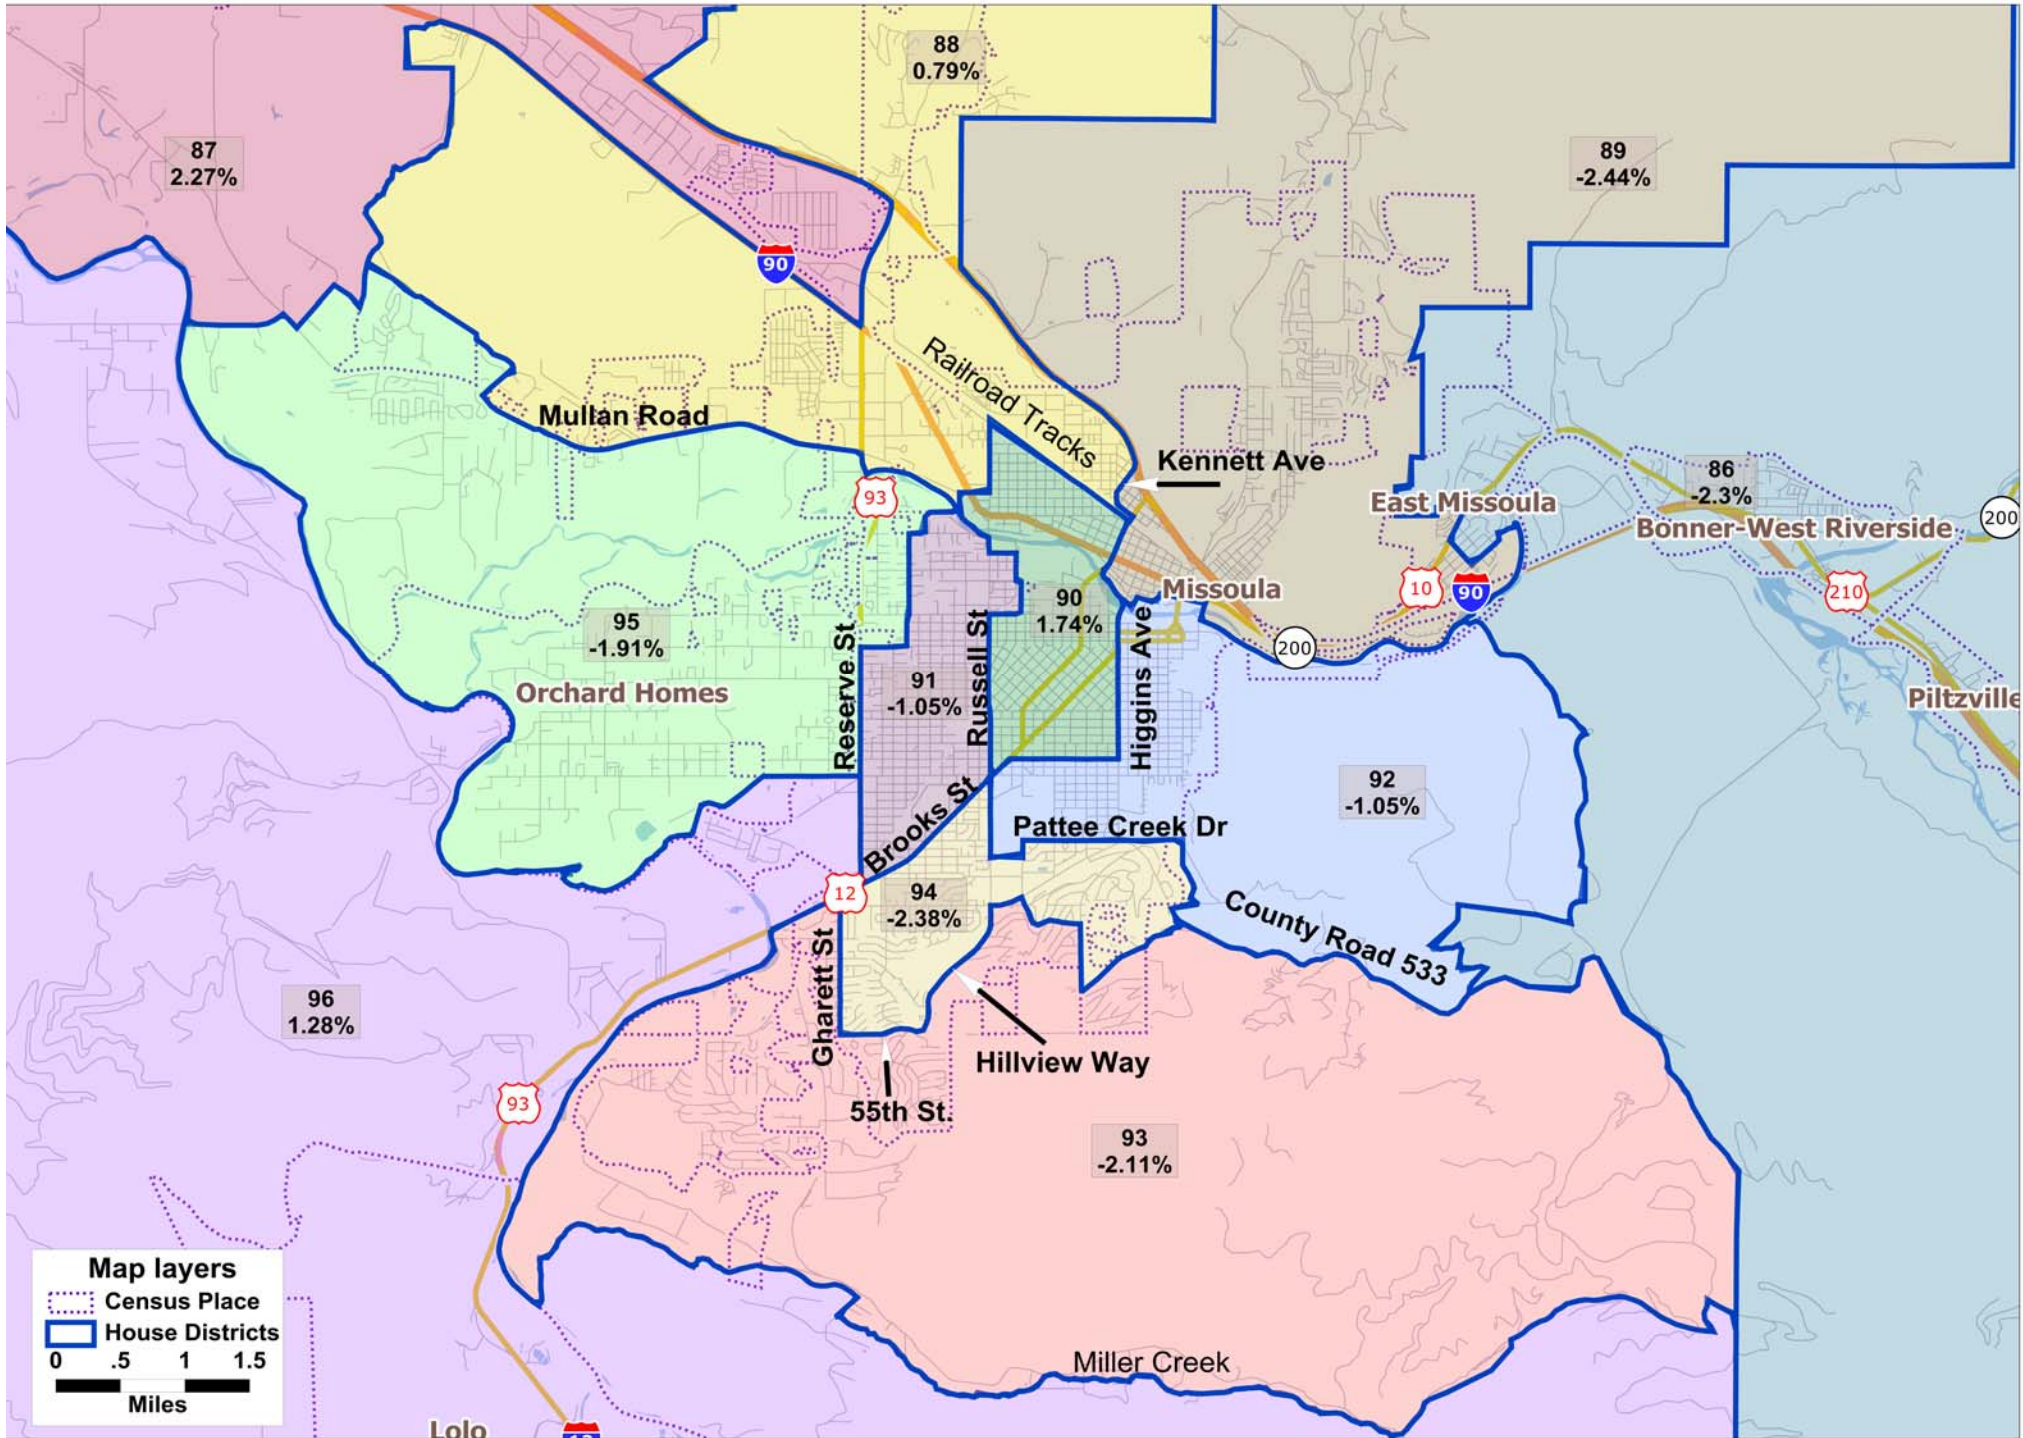 88
0.79%
87
2.27%
89
-2.44%
90
Railroad Tracks
Mullan Road
Kennett Ave
86
-2.3%
93
East Missoula
Bonner-West Riverside
200
Missoula
10
90
210
90
1.74%
95
-1.91%
Reserve St
Russell St
Higgins Ave
200
91
-1.05%
Orchard Homes
Piltzville
92
-1.05%
Brooks St
Pattee Creek Dr
12
94
-2.38%
County Road 533
Gharett St
96
1.28%
Hillview Way
93
55th St.
93
-2.11%
Map layers
Census Place
House Districts
0 .5 1 1.5
Miles
Miller Creek
Lolo